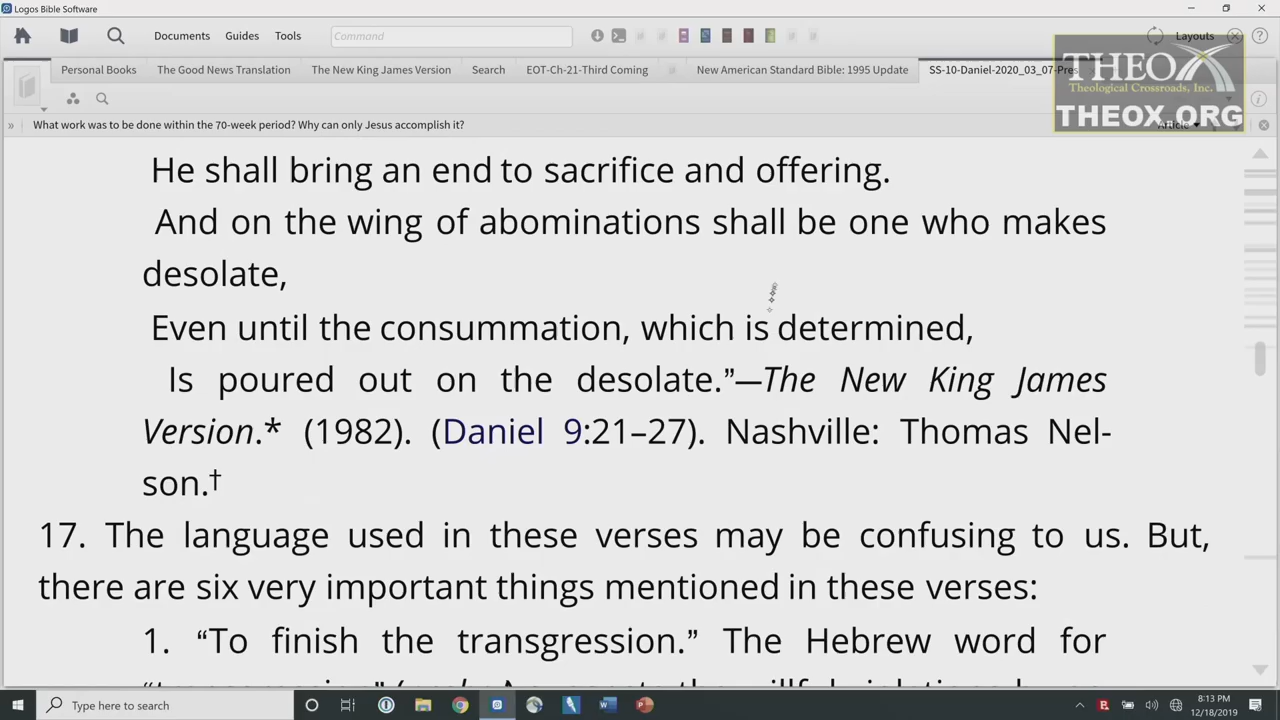 Logos Bible Software
Documents Guides Tools Command Layouts
Personal Books The Good News Translation The New King James Version Search EOT-Ch-21-Third Coming New American Standard Bible: 1995 Update SS-10-Daniel-2020_03_07-Pres
THEOX
Theological Crossroads, Inc.
THEOX.ORG
What work was to be done within the 70-week period? Why can only Jesus accomplish it? Article
He shall bring an end to sacrifice and offering.
And on the wing of abominations shall be one who makes
desolate,
Even until the consummation, which is determined,
Is poured out on the desolate.”—The New King James
Version.* (1982). (Daniel 9:21–27). Nashville: Thomas Nel-
son.†
17. The language used in these verses may be confusing to us. But,
there are six very important things mentioned in these verses:
1. “To finish the transgression.” The Hebrew word for
Type here to search
8:13 PM
12/18/2019